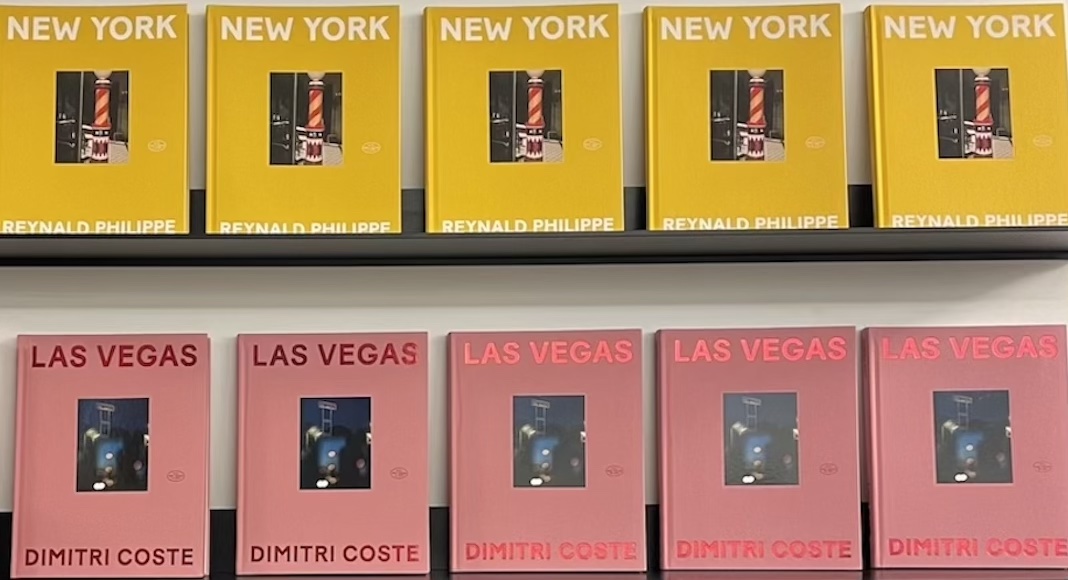 NEW YORK
NEW YORK
NEW YORK
NEW YORK
NEW YORK
REYNALD PHILIPPE
REYNALD PHILIPPE
REYNALD PHILIPPE
REYNALD PHILIPPE
REYNALD PHILIPPE
LAS VEGAS
LAS VEGAS
LAS VEGAS
LAS VEGAS
LAS VEGAS
DIMITRI COSTE
DIMITRI COSTE
DIMITRI COSTE
DIMITRI COSTE
DIMITRI COSTE